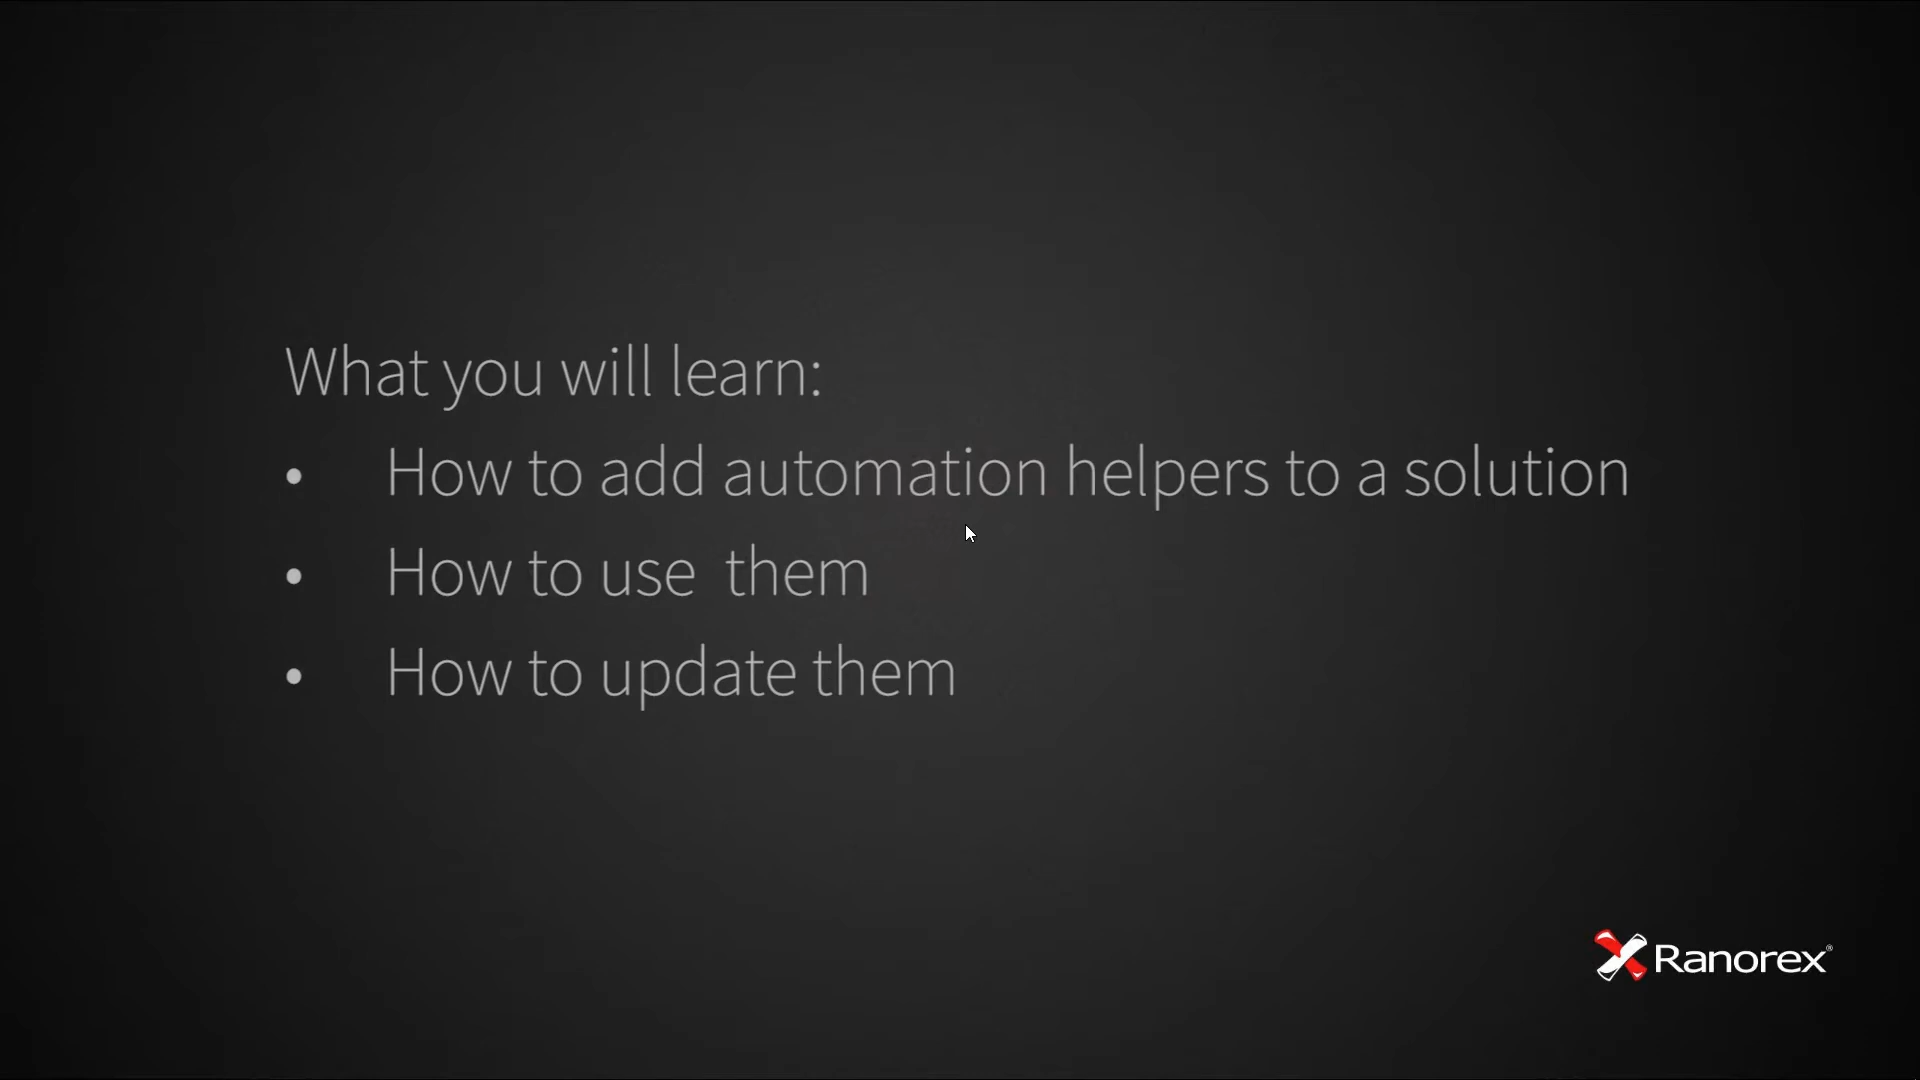 What you will learn:
• How to add automation helpers to a solution
• How to use  them
• How to update them
Ranorex®